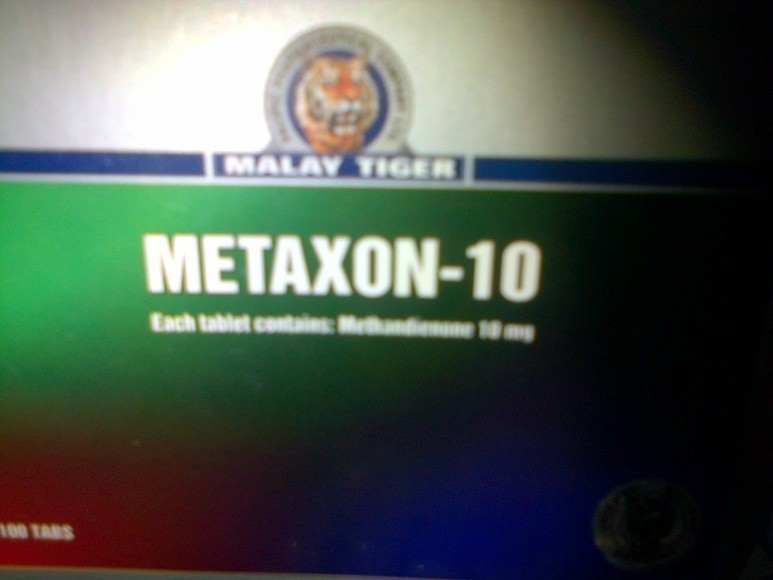 MALAY TIGER
METAXON-10
Each tablet contains: Methandienone 10 mg
100 TABS